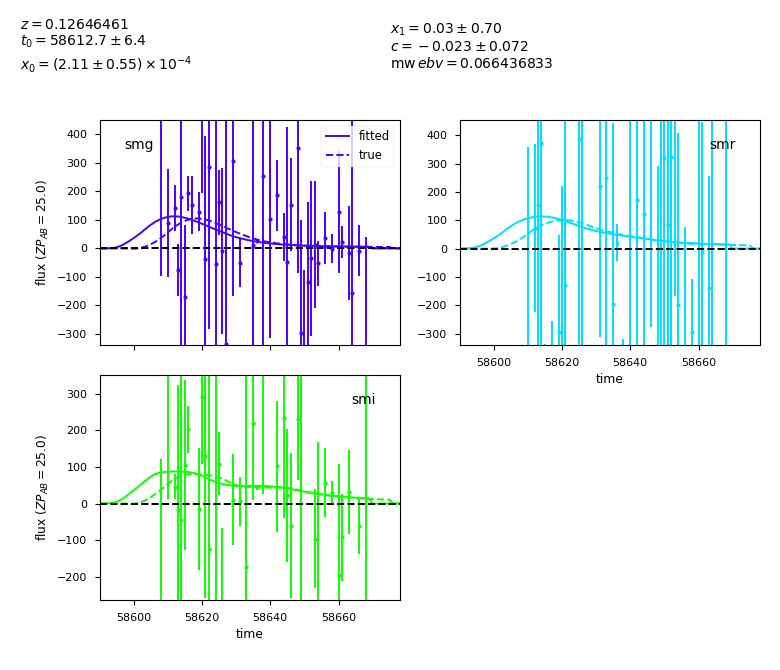 z = 0.12646461
t₀ = 58612.7 ± 6.4
x₀ = (2.11 ± 0.55) × 10⁻⁴
x₁ = 0.03 ± 0.70
c = −0.023 ± 0.072
mw ebv = 0.066436833
smg
fitted
true
400
300
200
100
0
−100
−200
−300
flux (ZP_AB = 25.0)
smr
400
300
200
100
0
−100
−200
−300
58600 58620 58640 58660
time
smi
300
200
100
0
−100
−200
flux (ZP_AB = 25.0)
58600 58620 58640 58660
time